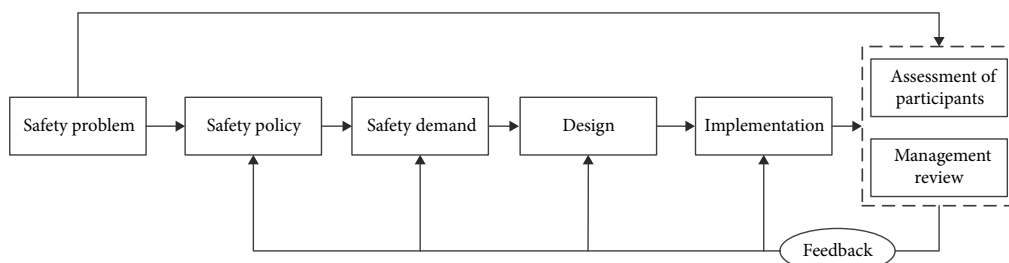 Safety problem
Safety policy
Safety demand
Design
Implementation
Assessment of
participants
Management
review
Feedback